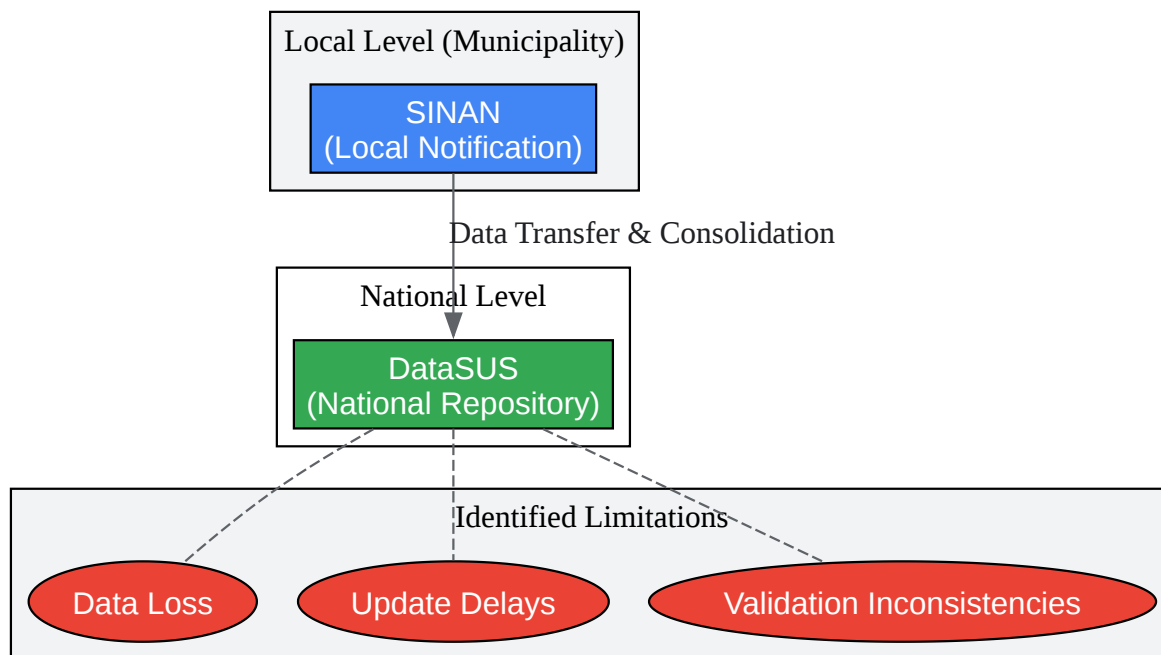 Local Level (Municipality)
SINAN
(Local Notification)
Data Transfer & Consolidation
National Level
DataSUS
(National Repository)
Identified Limitations
Data Loss
Update Delays
Validation Inconsistencies